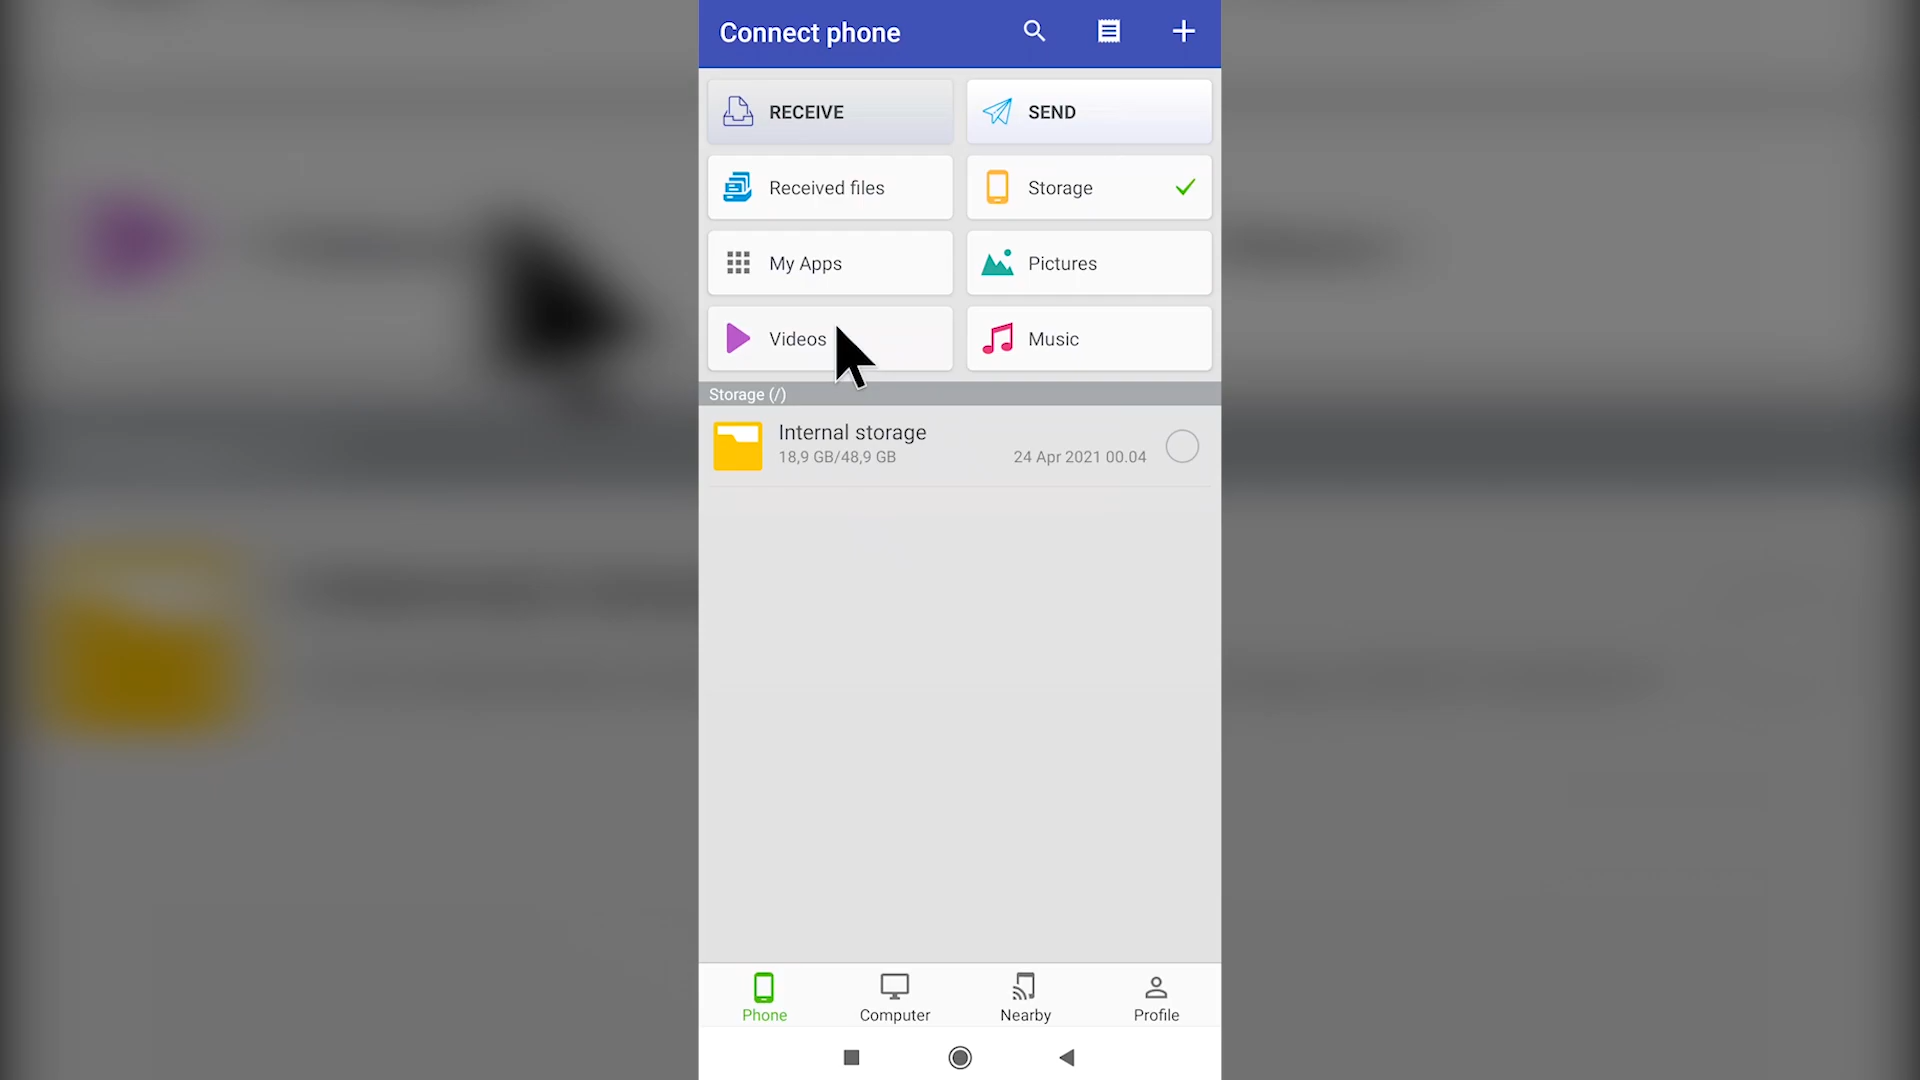 Connect phone
RECEIVE
SEND
Received files
Storage
My Apps
Pictures
Videos
Music
Storage (/)
Internal storage
18,9 GB/48,9 GB
24 Apr 2021 00.04
Phone
Computer
Nearby
Profile